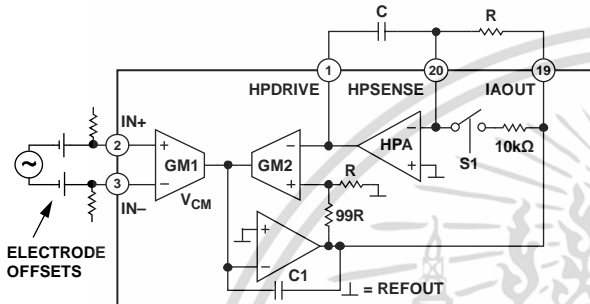 C
R
1
20
19
HPDRIVE
HPSENSE
IAOUT
IN+
2
+
GM1
−
GM2
+
−
HPA
+
S1
10kΩ
R
3
−
IN−
VCM
99R
ELECTRODE
OFFSETS
+
−
C1
= REFOUT